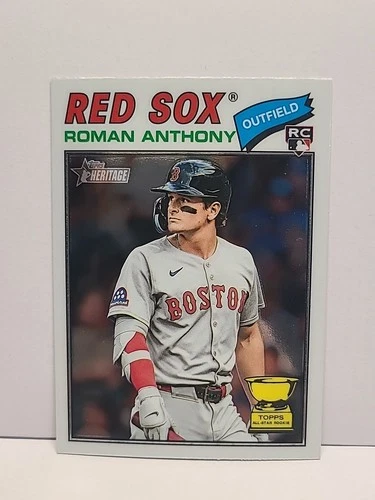 RED SOX®
ROMAN ANTHONY
OUTFIELD
RC
Topps
HERITAGE
B
BOSTON
TOPPS
ALL-STAR ROOKIE